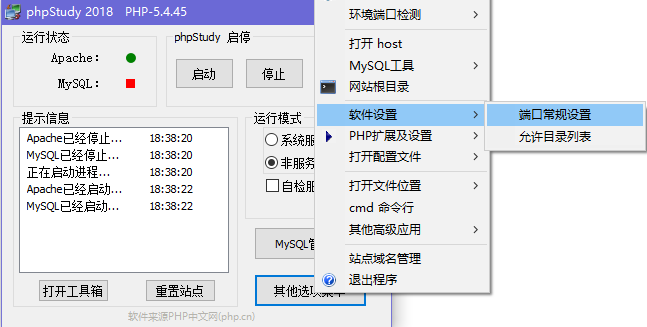 phpStudy 2018 PHP-5.4.45
运行状态
Apache:
MySQL:
phpStudy 启停
启动
停止
提示信息
Apache已经停止... 18:38:20
MySQL已经停止... 18:38:20
正在启动进程... 18:38:20
Apache已经启动... 18:38:22
MySQL已经启动... 18:38:22
运行模式
系统服
非服务
自检服
打开工具箱
重置站点
MySQL管
其他选项菜单
软件来源PHP中文网(php.cn)
环境端口检测
打开 host
MySQL工具
网站根目录
软件设置
PHP扩展及设置
打开配置文件
打开文件位置
cmd 命令行
其他高级应用
站点域名管理
退出程序
端口常规设置
允许目录列表